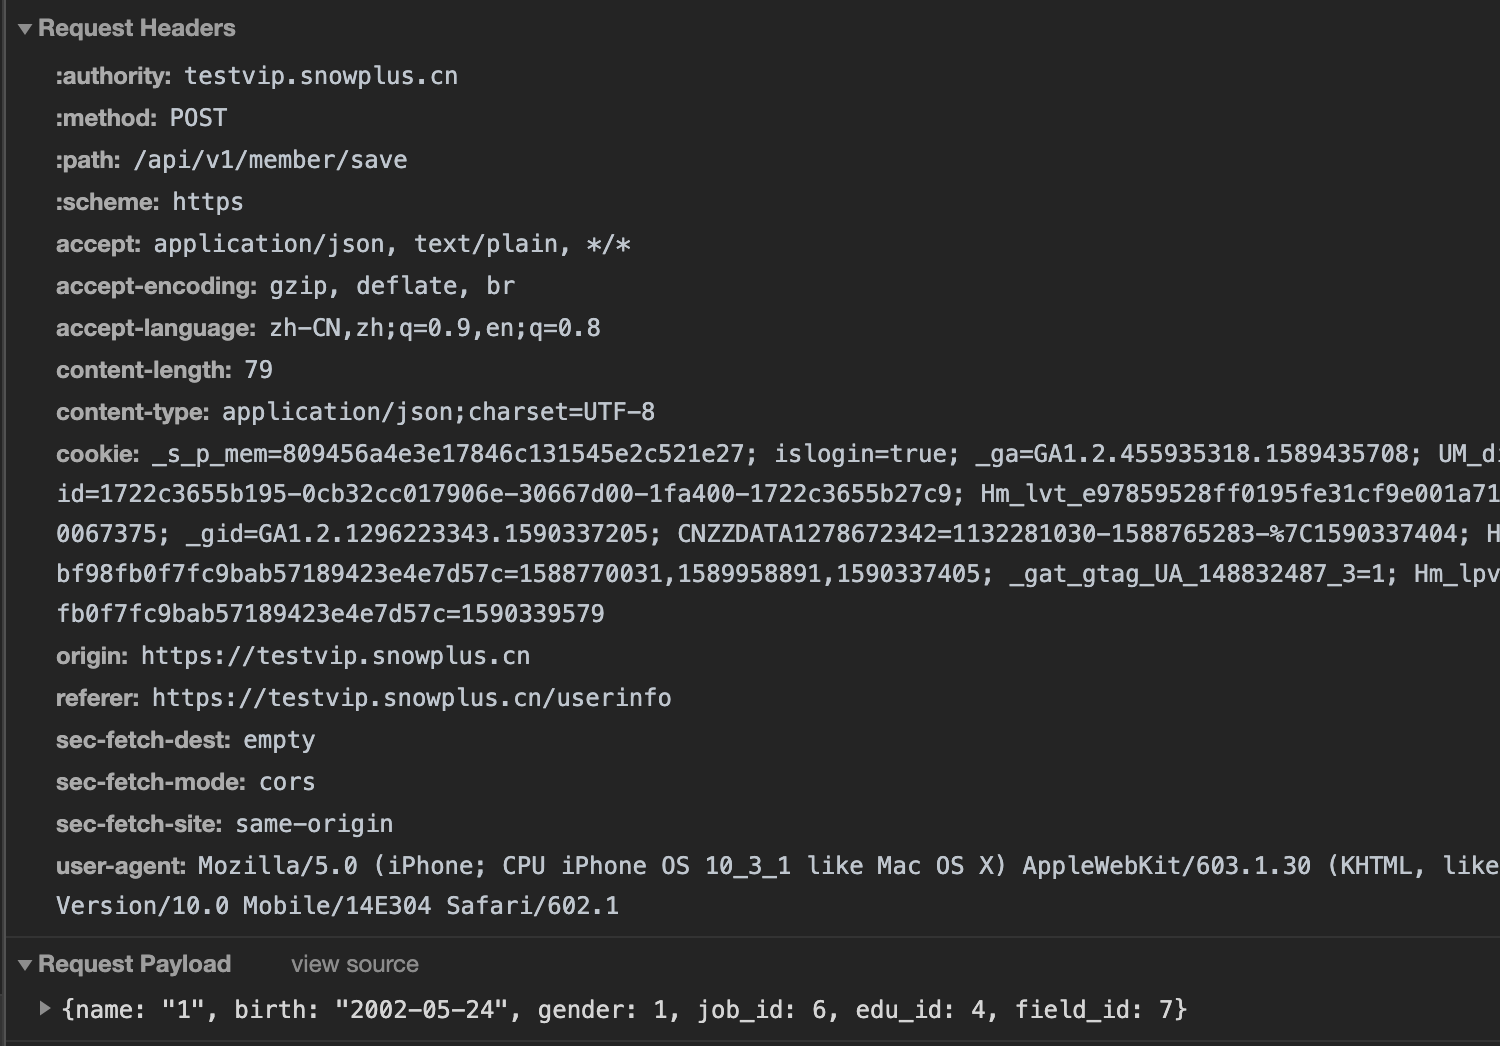 Request Headers
:authority: testvip.snowplus.cn
:method: POST
:path: /api/v1/member/save
:scheme: https
accept: application/json, text/plain, */*
accept-encoding: gzip, deflate, br
accept-language: zh-CN,zh;q=0.9,en;q=0.8
content-length: 79
content-type: application/json;charset=UTF-8
cookie: _s_p_mem=809456a4e3e17846c131545e2c521e27; islogin=true; _ga=GA1.2.455935318.1589435708; UM_di
id=1722c3655b195-0cb32cc017906e-30667d00-1fa400-1722c3655b27c9; Hm_lvt_e97859528ff0195fe31cf9e001a71
0067375; _gid=GA1.2.1296223343.1590337205; CNZZDATA1278672342=1132281030-1588765283-%7C1590337404; H
bf98fb0f7fc9bab57189423e4e7d57c=1588770031,1589958891,1590337405; _gat_gtag_UA_148832487_3=1; Hm_lpv
fb0f7fc9bab57189423e4e7d57c=1590339579
origin: https://testvip.snowplus.cn
referer: https://testvip.snowplus.cn/userinfo
sec-fetch-dest: empty
sec-fetch-mode: cors
sec-fetch-site: same-origin
user-agent: Mozilla/5.0 (iPhone; CPU iPhone OS 10_3_1 like Mac OS X) AppleWebKit/603.1.30 (KHTML, like
Version/10.0 Mobile/14E304 Safari/602.1
Request Payload view source
{name: "1", birth: "2002-05-24", gender: 1, job_id: 6, edu_id: 4, field_id: 7}